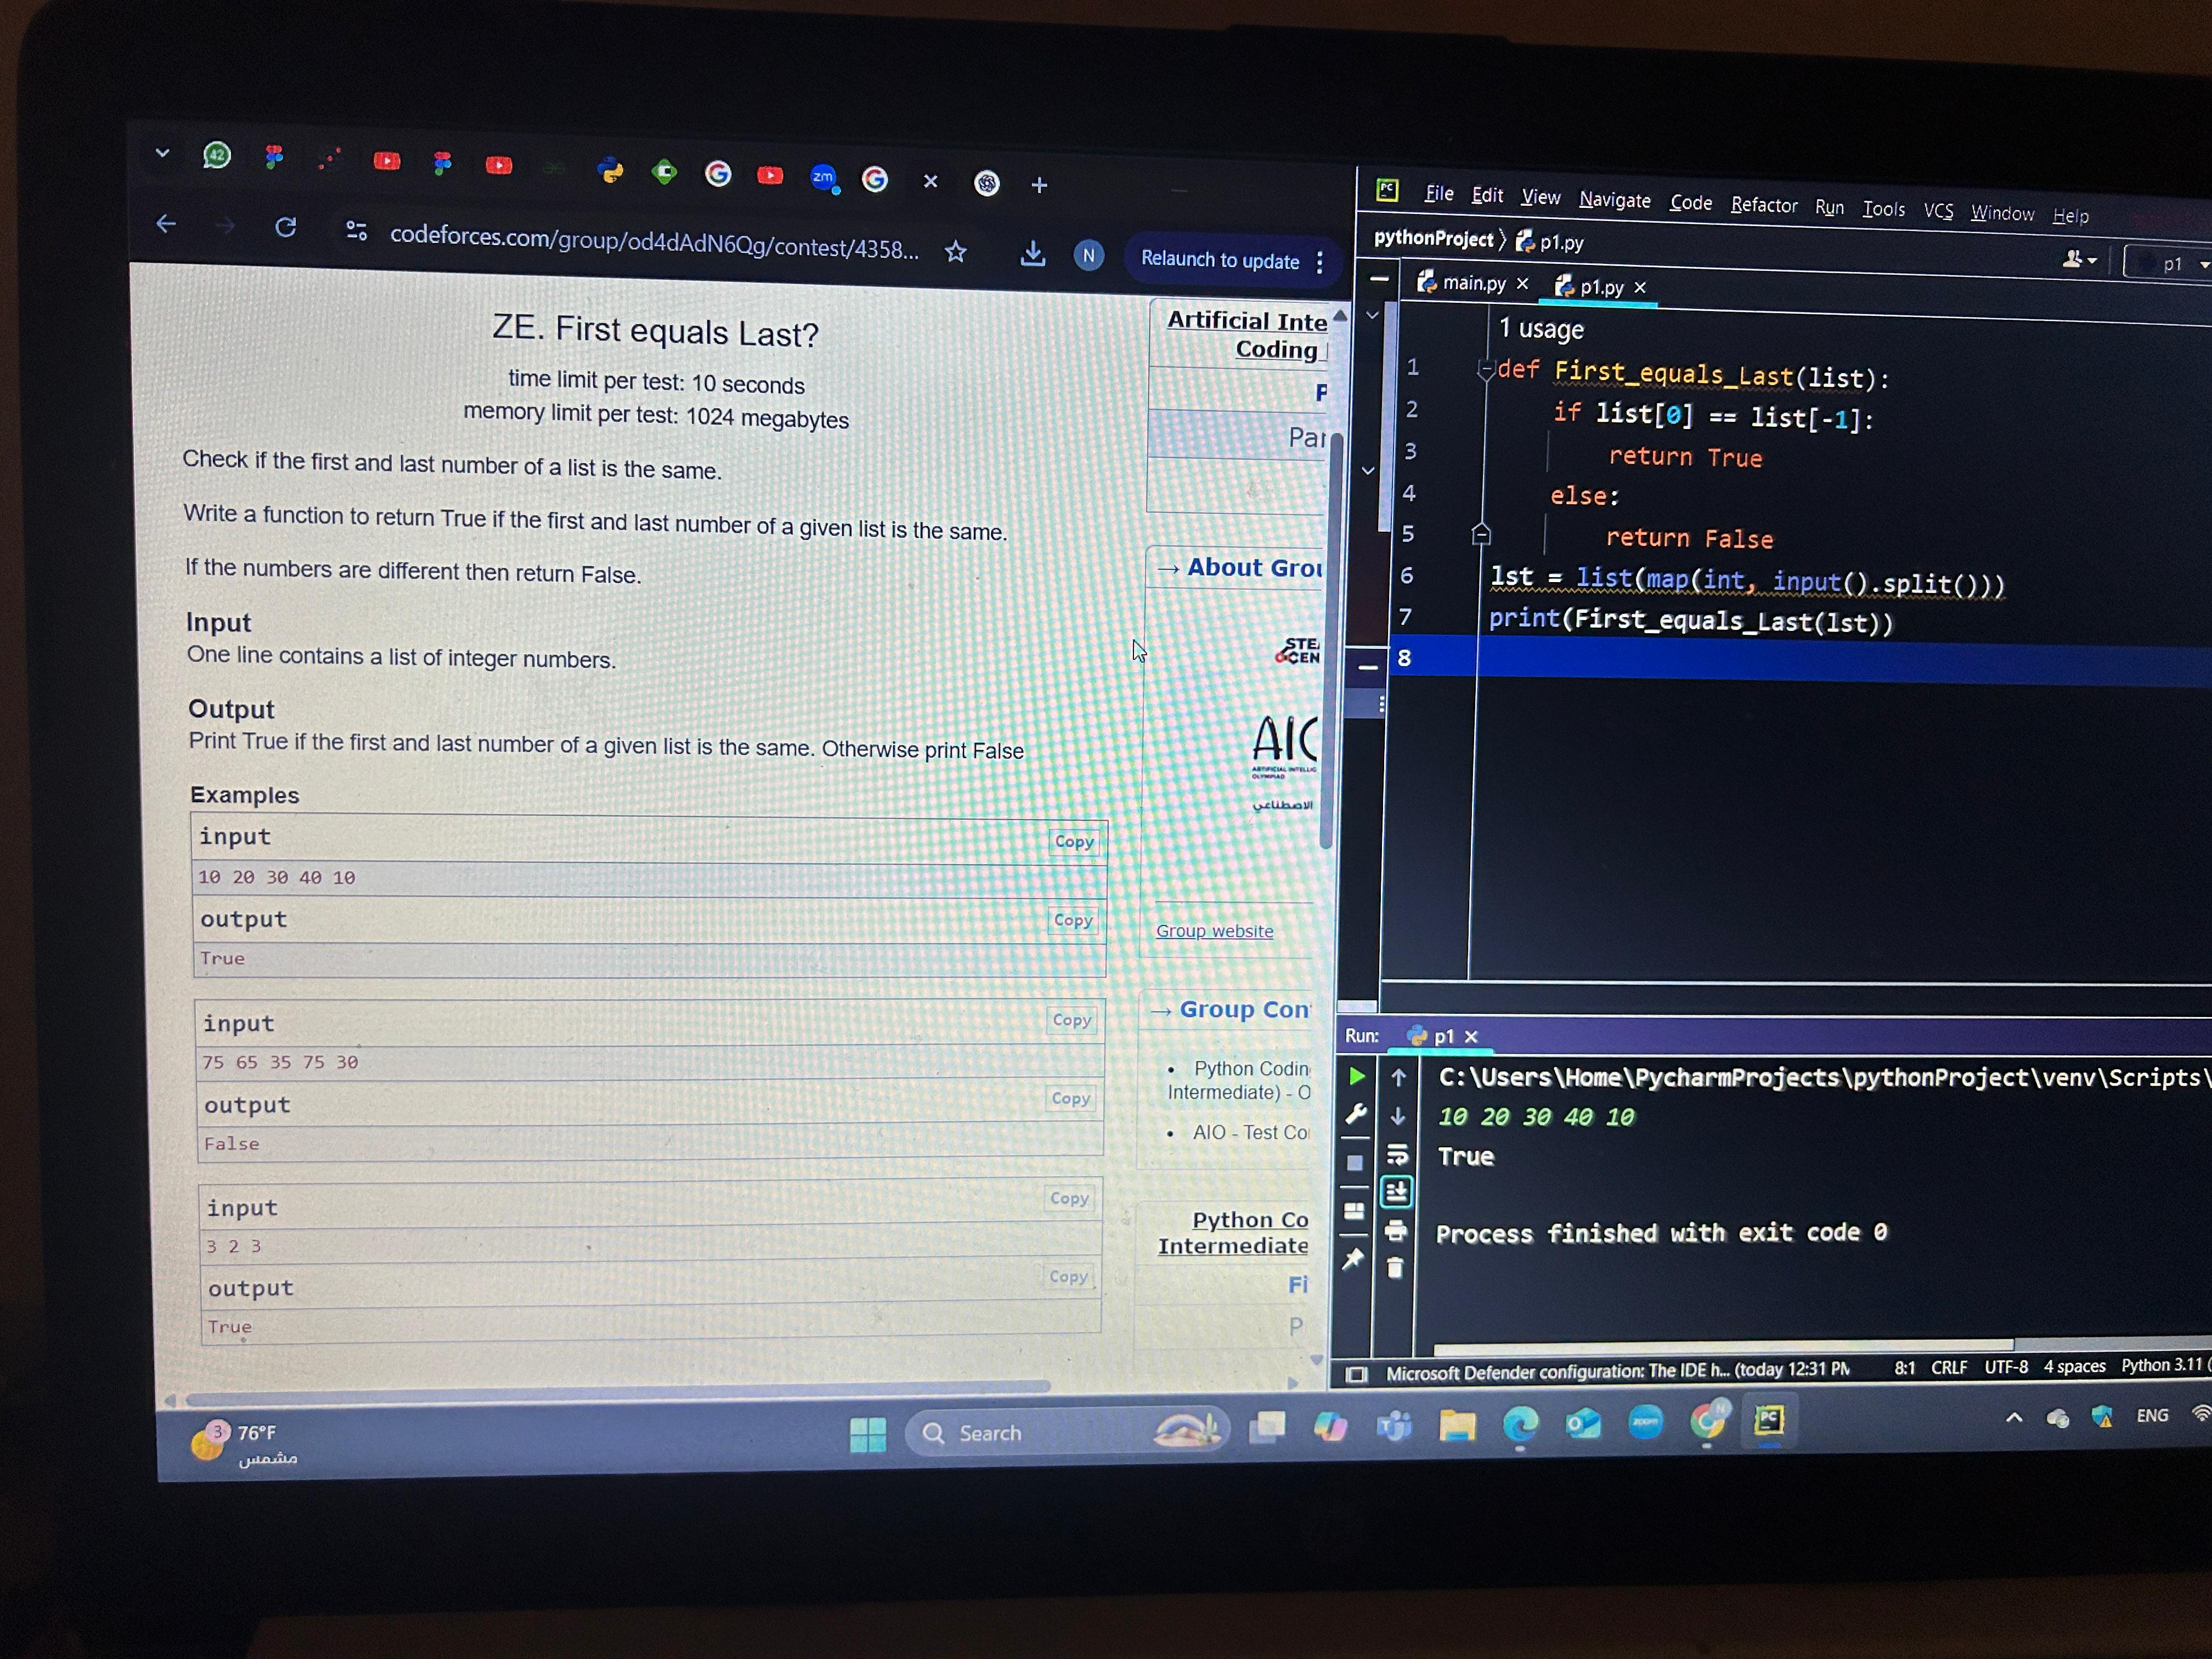 42
zm
codeforces.com/group/od4dAdN6Qg/contest/4358...
N
Relaunch to update
ZE. First equals Last?
time limit per test: 10 seconds
memory limit per test: 1024 megabytes
Check if the first and last number of a list is the same.
Write a function to return True if the first and last number of a given list is the same.
If the numbers are different then return False.
Input
One line contains a list of integer numbers.
Output
Print True if the first and last number of a given list is the same. Otherwise print False
Examples
input
Copy
10 20 30 40 10
output
Copy
True
input
Copy
75 65 35 75 30
output
Copy
False
input
Copy
3 2 3
output
Copy
True
Artificial Inte
Coding
P
Par
→ About Grou
STE
CEN
AIO
ARTIFICIAL INTELLIG
OLYMPIAD
الاصطناعي
Group website
→ Group Con
• Python Codin
Intermediate) - O
• AIO - Test Co
Python Co
Intermediate
Fi
P
PC
File Edit View Navigate Code Refactor Run Tools VCS Window Help
pythonProject p1.py
p1
main.py p1.py
1 usage
1 def First_equals_Last(list):
2 if list[0] == list[-1]:
3 return True
4 else:
5 return False
6 lst = list(map(int, input().split()))
7 print(First_equals_Last(lst))
8
Run: p1
C:\Users\Home\PycharmProjects\pythonProject\venv\Scripts\
10 20 30 40 10
True
Process finished with exit code 0
Microsoft Defender configuration: The IDE h... (today 12:31 PM
8:1 CRLF UTF-8 4 spaces Python 3.11 (
3
76°F
مشمس
Search
zoom
PC
ENG